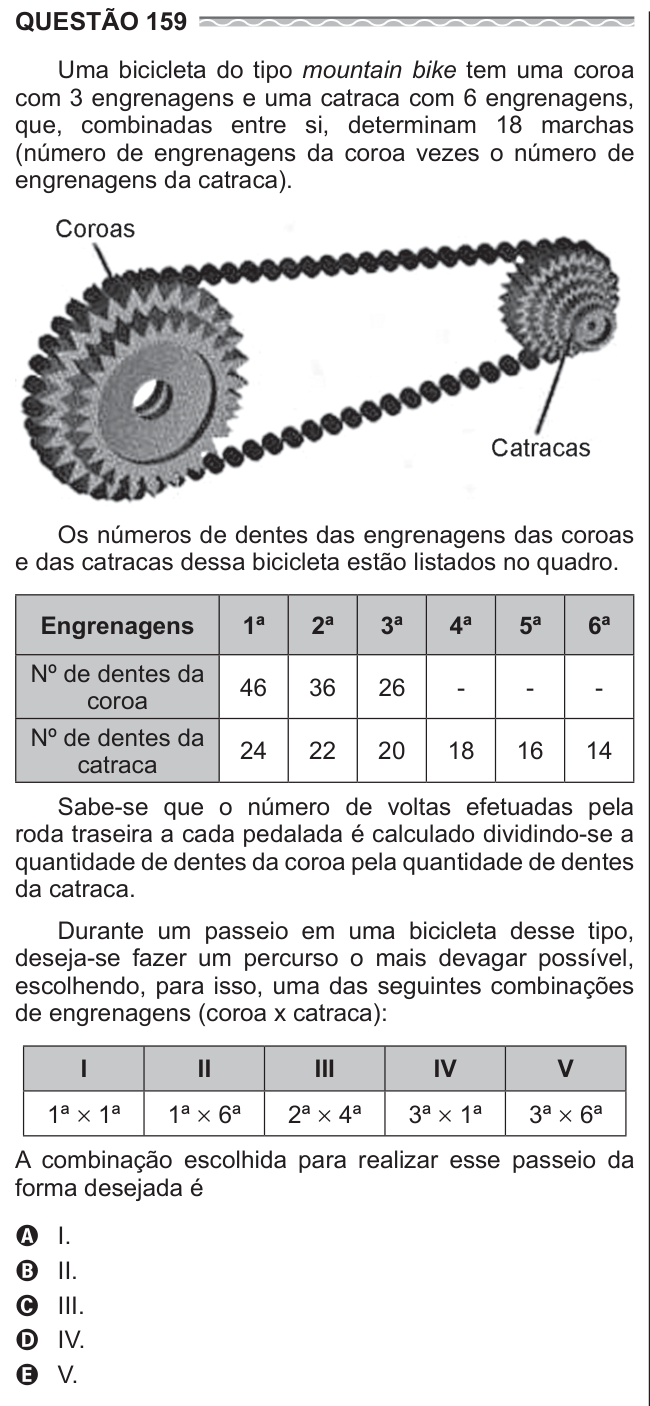 QUESTÃO 159
Uma bicicleta do tipo mountain bike tem uma coroa
com 3 engrenagens e uma catraca com 6 engrenagens,
que, combinadas entre si, determinam 18 marchas
(número de engrenagens da coroa vezes o número de
engrenagens da catraca).
Coroas
Catracas
Os números de dentes das engrenagens das coroas
e das catracas dessa bicicleta estão listados no quadro.
Engrenagens 1ª 2ª 3ª 4ª 5ª 6ª
Nº de dentes da
coroa 46 36 26 - - -
Nº de dentes da
catraca 24 22 20 18 16 14
Sabe-se que o número de voltas efetuadas pela
roda traseira a cada pedalada é calculado dividindo-se a
quantidade de dentes da coroa pela quantidade de dentes
da catraca.
Durante um passeio em uma bicicleta desse tipo,
deseja-se fazer um percurso o mais devagar possível,
escolhendo, para isso, uma das seguintes combinações
de engrenagens (coroa x catraca):
I II III IV V
1ª × 1ª 1ª × 6ª 2ª × 4ª 3ª × 1ª 3ª × 6ª
A combinação escolhida para realizar esse passeio da
forma desejada é
A I.
B II.
C III.
D IV.
E V.